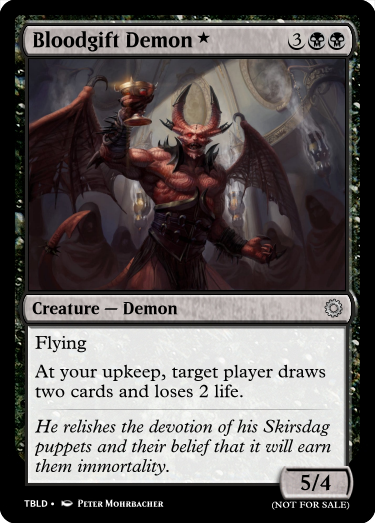 Bloodgift Demon ★ 3
Creature — Demon
Flying
At your upkeep, target player draws
two cards and loses 2 life.
He relishes the devotion of his Skirsdag
puppets and their belief that it will earn
them immortality.
5/4
TBLD • Peter Mohrbacher (NOT FOR SALE)